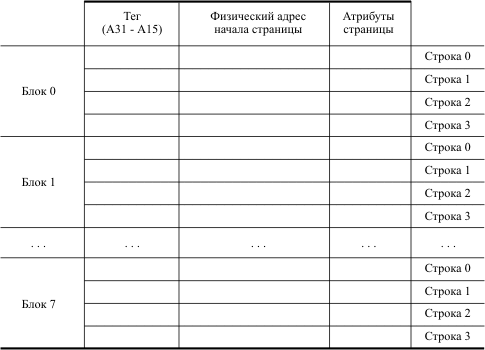 Тег Физический адрес Атрибуты
(A31 - A15) начала страницы страницы
Блок 0
Строка 0
Строка 1
Строка 2
Строка 3
Блок 1
Строка 0
Строка 1
Строка 2
Строка 3
. . . . . . . . . . . . . . .
Блок 7
Строка 0
Строка 1
Строка 2
Строка 3